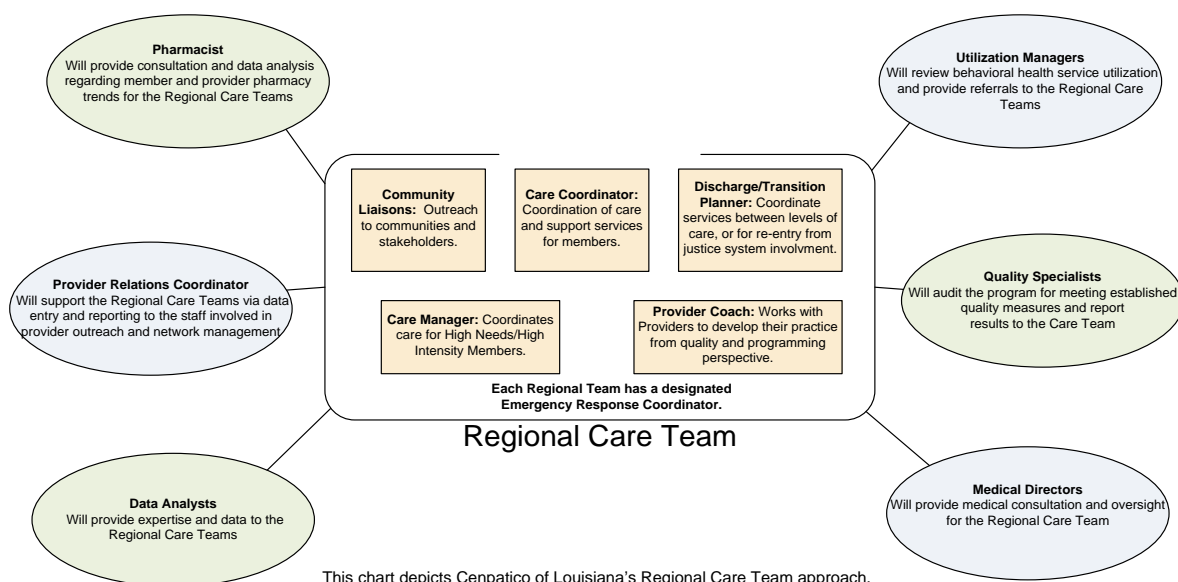 Pharmacist
Will provide consultation and data analysis
regarding member and provider pharmacy
trends for the Regional Care Teams
Utilization Managers
Will review behavioral health service utilization
and provide referrals to the Regional Care
Teams
Community
Liaisons: Outreach
to communities and
stakeholders.
Care Coordinator:
Coordination of care
and support services
for members.
Discharge/Transition
Planner: Coordinate
services between levels of
care, or for re-entry from
justice system involvment.
Provider Relations Coordinator
Will support the Regional Care Teams via data
entry and reporting to the staff involved in
provider outreach and network management
Quality Specialists
Will audit the program for meeting established
quality measures and report
results to the Care Team
Care Manager: Coordinates
care for High Needs/High
Intensity Members.
Provider Coach: Works with
Providers to develop their practice
from quality and programming
perspective.
Each Regional Team has a designated
Emergency Response Coordinator.
Regional Care Team
Data Analysts
Will provide expertise and data to the
Regional Care Teams
Medical Directors
Will provide medical consultation and oversight
for the Regional Care Team
This chart depicts Cenpatico of Louisiana's Regional Care Team approach.